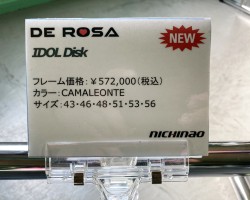 DE ROSA
NEW
IDOL Disk
フレーム価格：￥572,000(税込)
カラー：CAMALEONTE
サイズ：43・46・48・51・53・56
NICHINAO